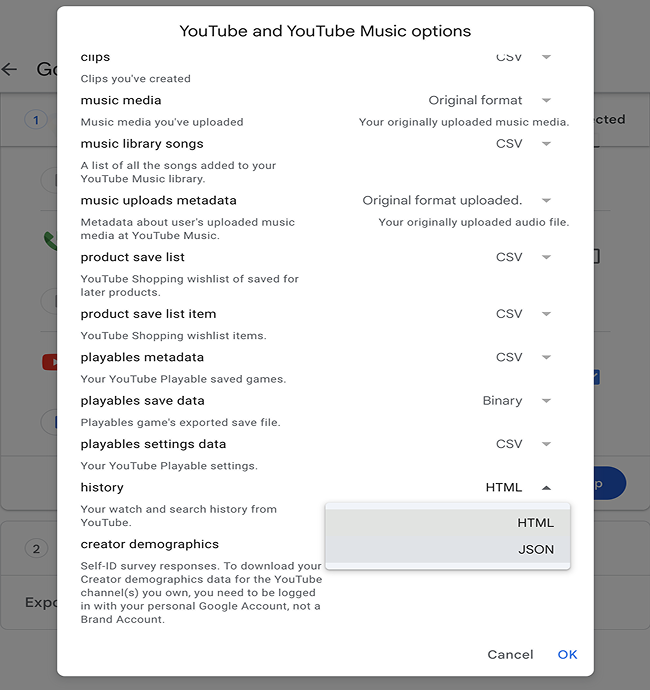 YouTube and YouTube Music options
clips CSV
Clips you've created
music media Original format
Music media you've uploaded Your originally uploaded music media.
music library songs CSV
A list of all the songs added to your
YouTube Music library.
music uploads metadata Original format uploaded.
Metadata about user's uploaded music Your originally uploaded audio file.
media at YouTube Music.
product save list CSV
YouTube Shopping wishlist of saved for
later products.
product save list item CSV
YouTube Shopping wishlist items.
playables metadata CSV
Your YouTube Playable saved games.
playables save data Binary
Playables game's exported save file.
playables settings data CSV
Your YouTube Playable settings.
history HTML
Your watch and search history from
YouTube.
HTML
JSON
creator demographics
Self-ID survey responses. To download your
Creator demographics data for the YouTube
channel(s) you own, you need to be logged
in with your personal Google Account, not a
Brand Account.
Cancel OK
1
2